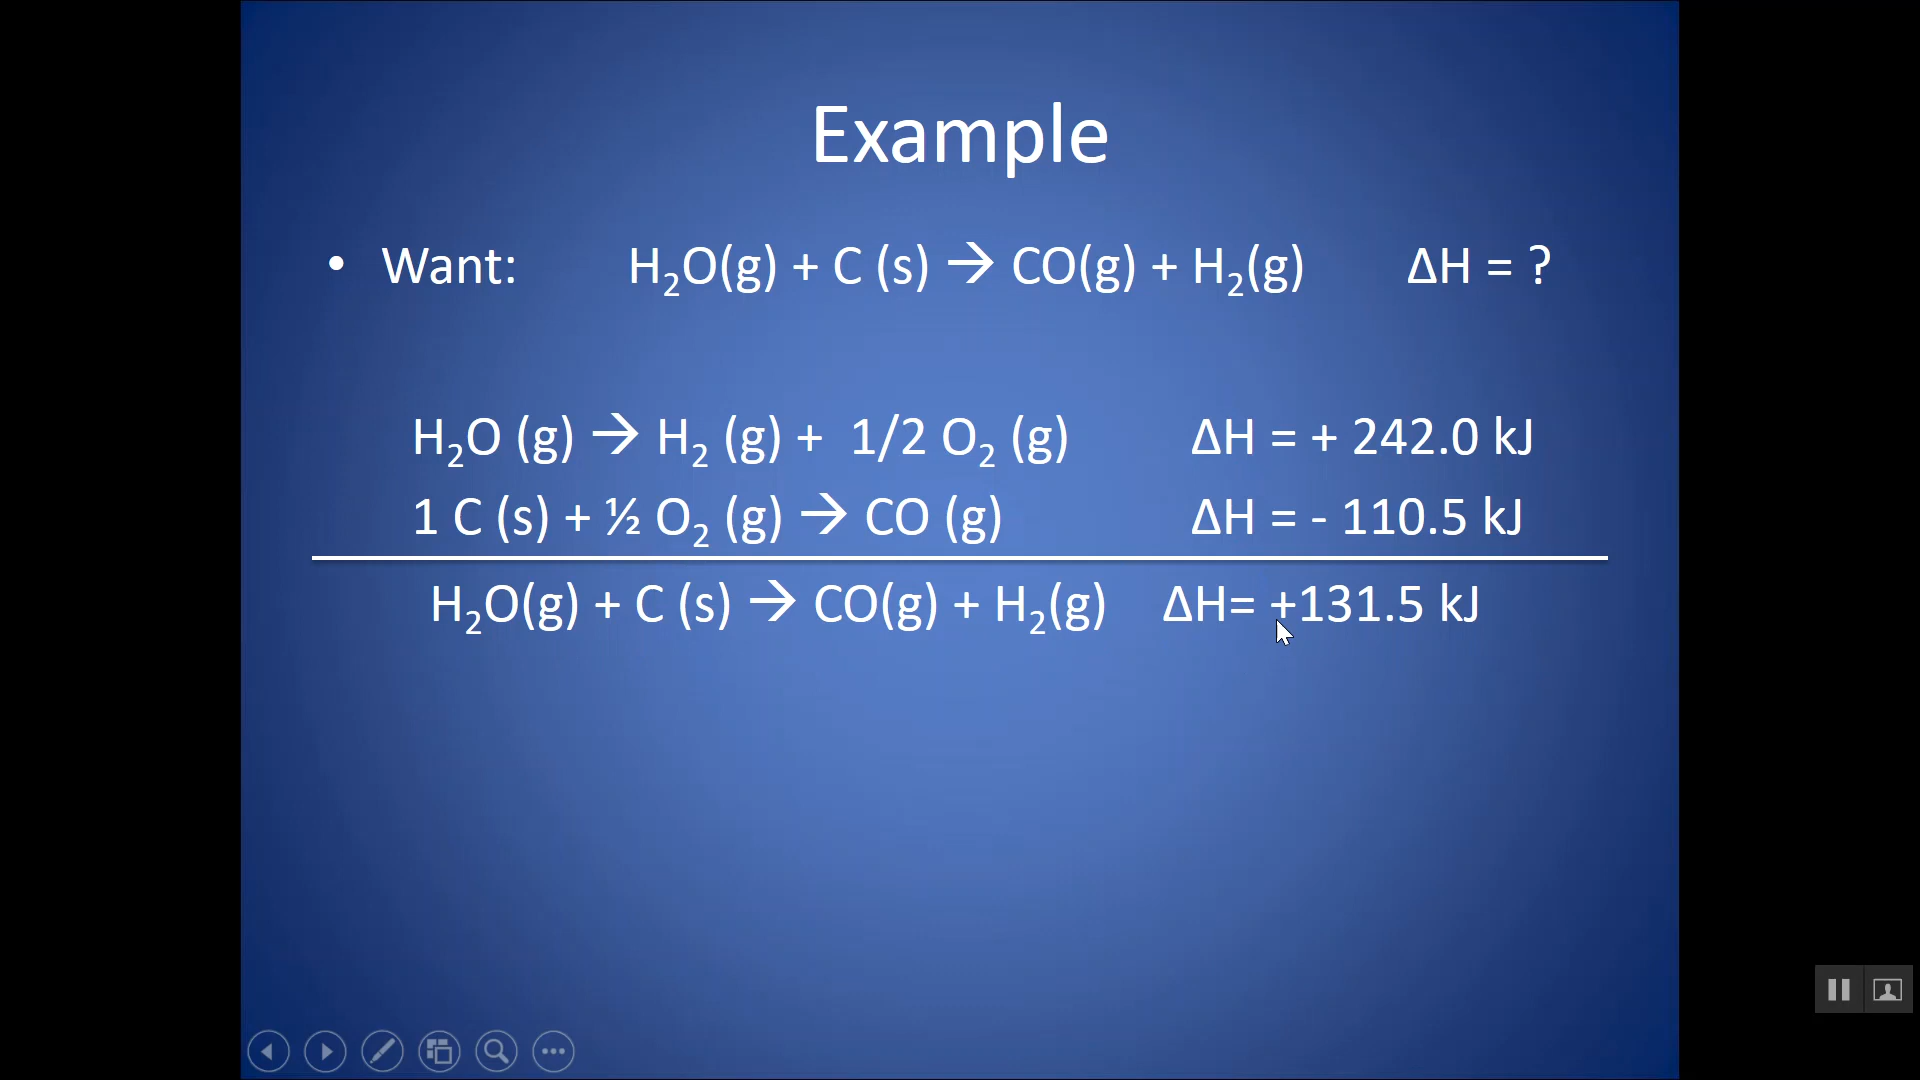 Example
• Want: H₂O(g) + C (s) → CO(g) + H₂(g) ΔH = ?
H₂O (g) → H₂ (g) + 1/2 O₂ (g) ΔH = + 242.0 kJ
1 C (s) + ½ O₂ (g) → CO (g) ΔH = - 110.5 kJ
H₂O(g) + C (s) → CO(g) + H₂(g) ΔH= +131.5 kJ